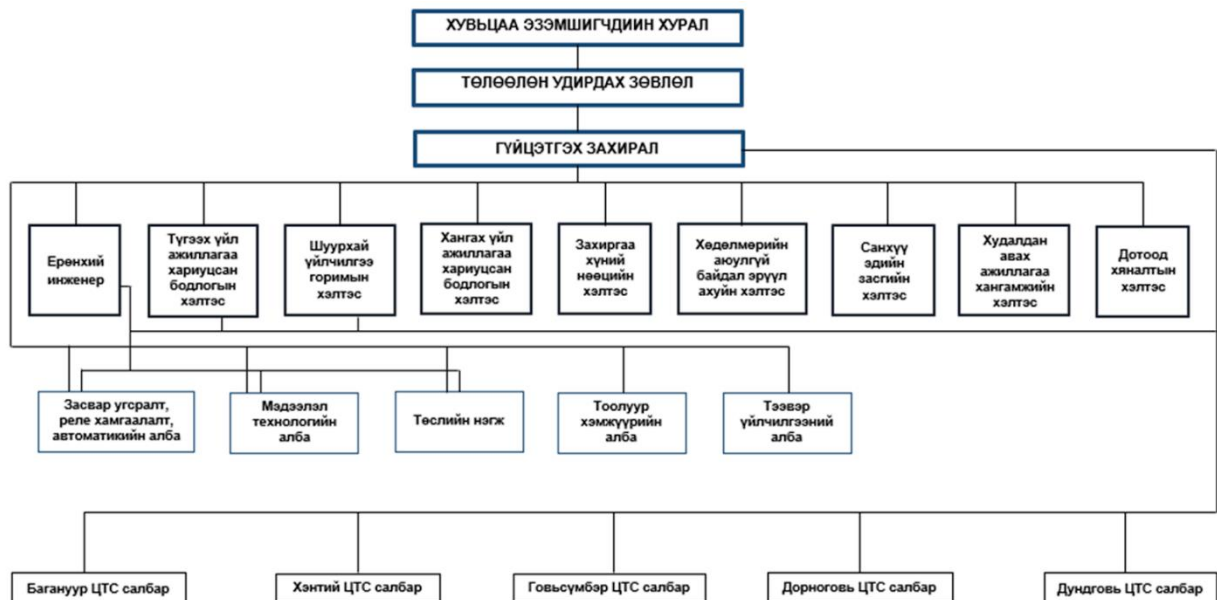 ХУВЬЦАА ЭЗЭМШИГЧДИЙН ХУРАЛ
ТӨЛӨӨЛӨН УДИРДАХ ЗӨВЛӨЛ
ГҮЙЦЭТГЭХ ЗАХИРАЛ
Ерөнхий
инженер
Түгээх үйл
ажиллагаа
хариуцсан
бодлогын
хэлтэс
Шуурхай
үйлчилгээ
горимын
хэлтэс
Хангах үйл
ажиллагаа
хариуцсан
бодлогын
хэлтэс
Захиргаа
хүний
нөөцийн
хэлтэс
Хөдөлмөрийн
аюулгүй
байдал эрүүл
ахуйн хэлтэс
Санхүү
эдийн
засгийн
хэлтэс
Худалдан
авах
ажиллагаа
хангамжийн
хэлтэс
Дотоод
хяналтын
хэлтэс
Засвар угсралт,
реле хамгаалалт,
автоматикийн алба
Мэдээлэл
технологийн
алба
Төслийн нэгж
Тоолуур
хэмжүүрийн
алба
Тээвэр
үйлчилгээний
алба
Багануур ЦТС салбар
Хэнтий ЦТС салбар
Говьсүмбэр ЦТС салбар
Дорноговь ЦТС салбар
Дундговь ЦТС салбар